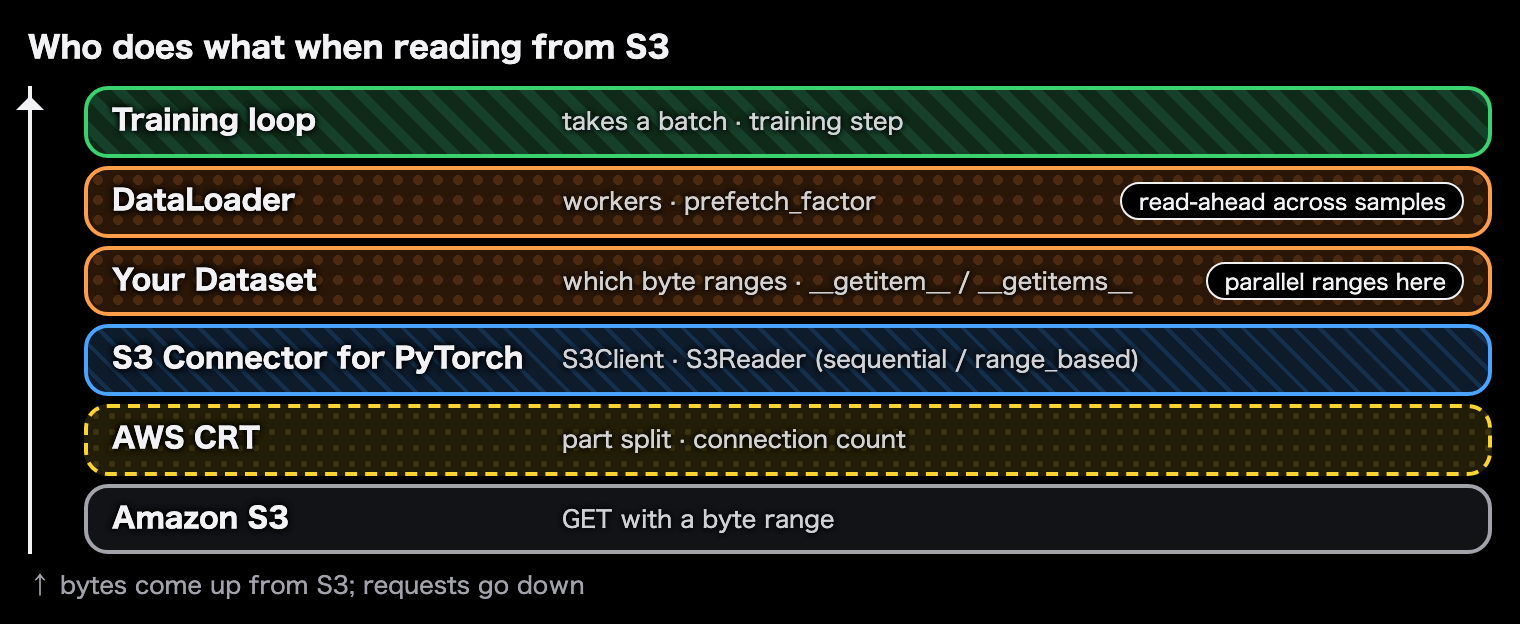 Who does what when reading from S3
Training loop takes a batch · training step
DataLoader workers · prefetch_factor read-ahead across samples
Your Dataset which byte ranges · __getitem__ / __getitems__ parallel ranges here
S3 Connector for PyTorch S3Client · S3Reader (sequential / range_based)
AWS CRT part split · connection count
Amazon S3 GET with a byte range
↑ bytes come up from S3; requests go down